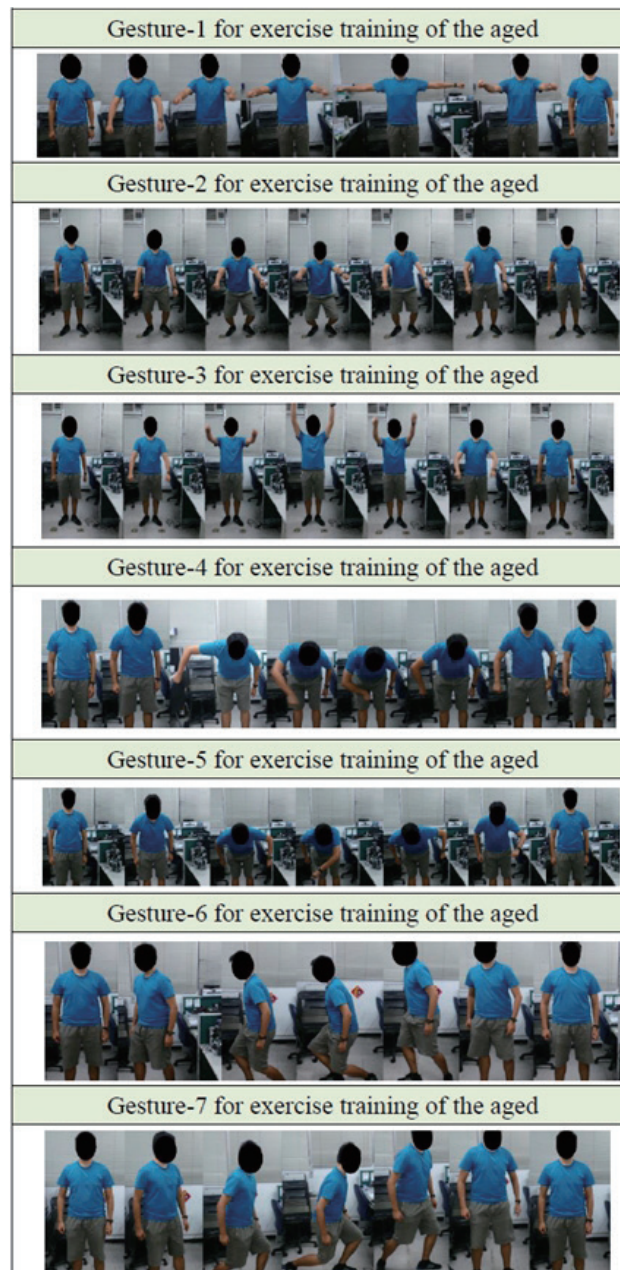 Gesture-1 for exercise training of the aged
Gesture-2 for exercise training of the aged
Gesture-3 for exercise training of the aged
Gesture-4 for exercise training of the aged
Gesture-5 for exercise training of the aged
Gesture-6 for exercise training of the aged
Gesture-7 for exercise training of the aged